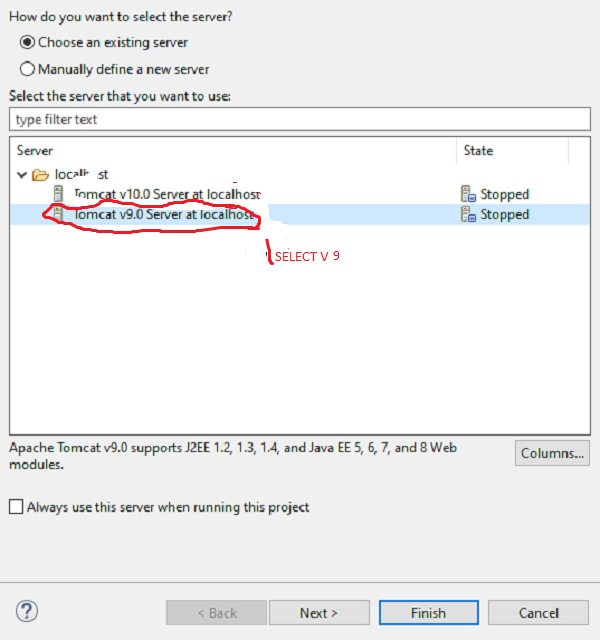 How do you want to select the server?
Choose an existing server
Manually define a new server
Select the server that you want to use:
type filter text
Server State
Tomcat v10.0 Server at localhost Stopped
Tomcat v9.0 Server at localhost Stopped
SELECT V 9
Apache Tomcat v9.0 supports J2EE 1.2, 1.3, 1.4, and Java EE 5, 6, 7, and 8 Web
modules.
Columns...
Always use this server when running this project
? < Back Next > Finish Cancel